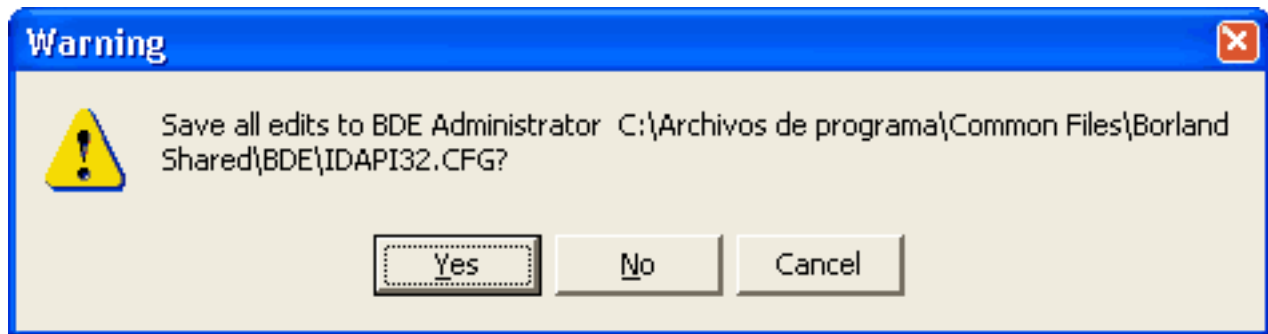 Warning
Save all edits to BDE Administrator  C:\Archivos de programa\Common Files\Borland
Shared\BDE\IDAPI32.CFG?
Yes No Cancel